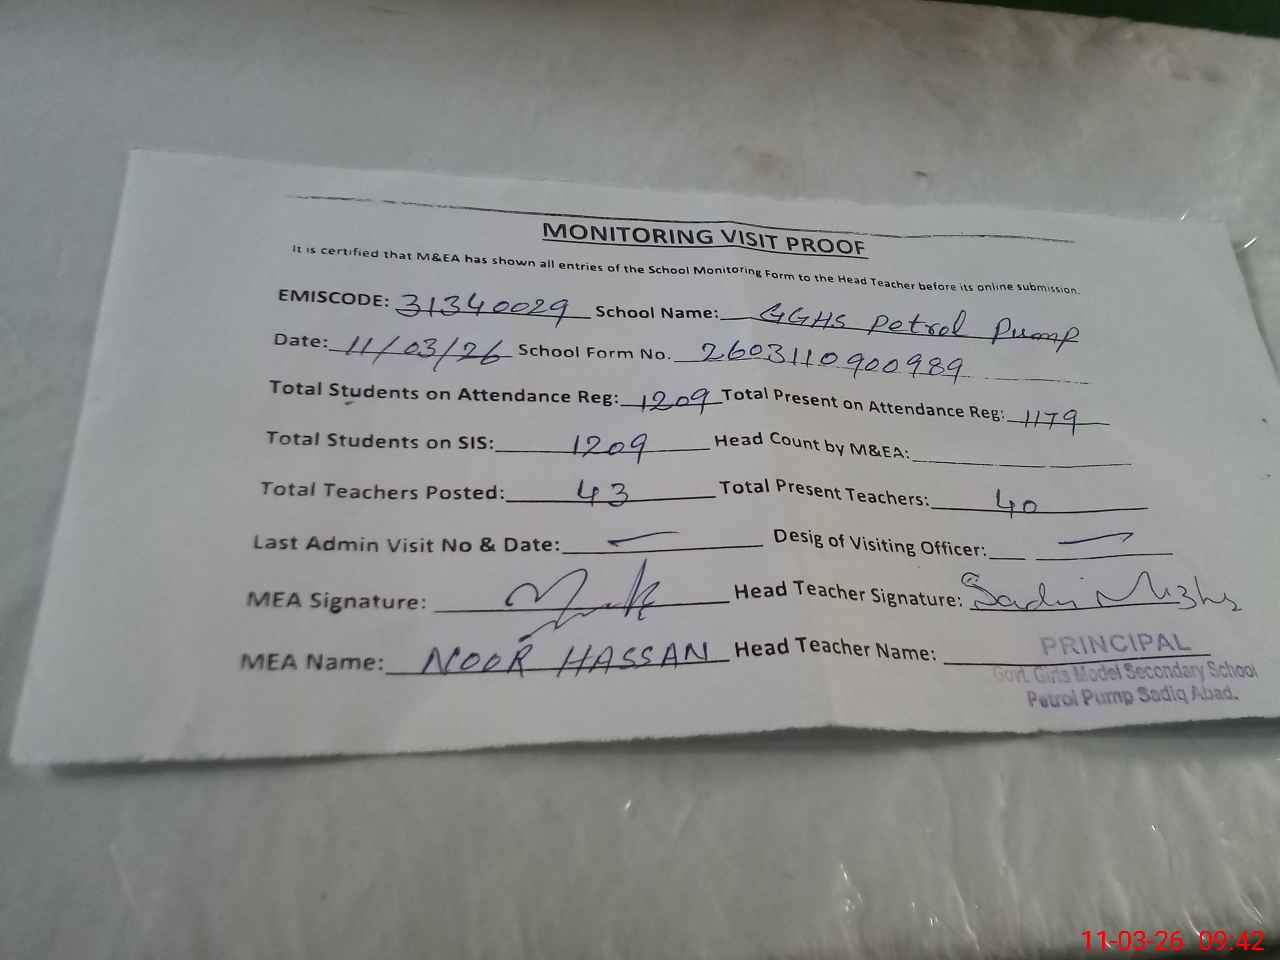 MONITORING VISIT PROOF
It is certified that M&EA has shown all entries of the School Monitoring Form to the Head Teacher before its online submission.
EMISCODE: 31340029 School Name: GGHS Petrol Pump
Date: 11/03/26 School Form No. 2603110900989
Total Students on Attendance Reg: 1209 Total Present on Attendance Reg: 1179
Total Students on SIS: 1209 Head Count by M&EA:
Total Teachers Posted: 43 Total Present Teachers: 40
Last Admin Visit No & Date: — Desig of Visiting Officer: —
MEA Signature: Head Teacher Signature:
MEA Name: NOOR HASSAN Head Teacher Name:
PRINCIPAL
Govt. Girls Model Secondary School
Petrol Pump Sadiq Abad.
11-03-26 09:42